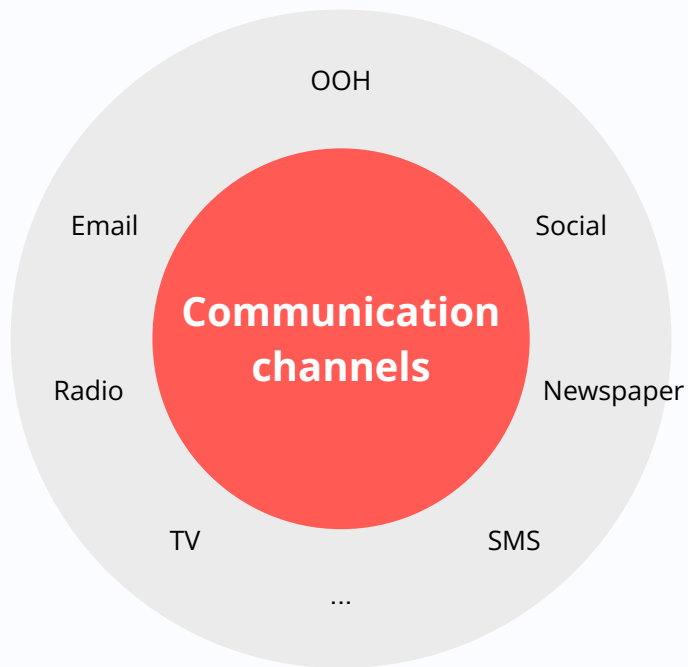 OOH
Email
Social
Communication
channels
Radio
Newspaper
TV
SMS
...